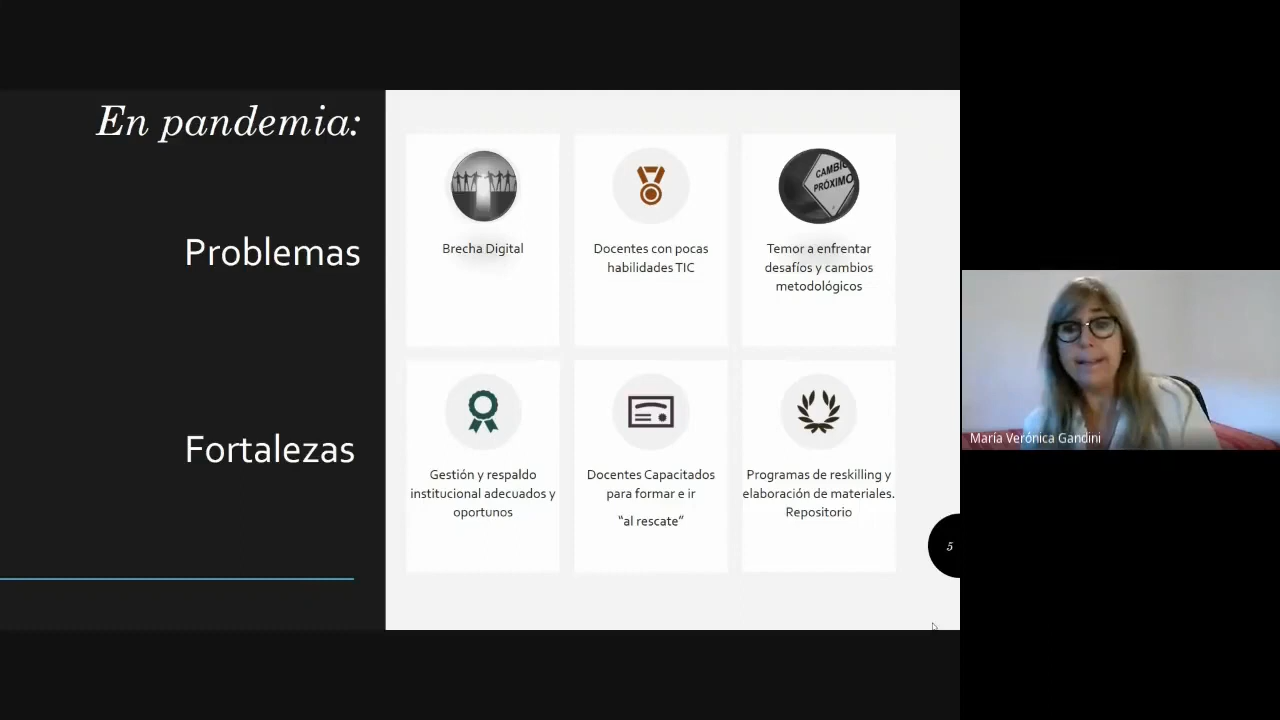 En pandemia:
Problemas
CAMBIO
PRÓXIMO
Brecha Digital
Docentes con pocas
habilidades TIC
Temor a enfrentar
desafíos y cambios
metodológicos
Fortalezas
Gestión y respaldo
institucional adecuados y
oportunos
Docentes Capacitados
para formar e ir
“al rescate”
Programas de reskilling y
elaboración de materiales.
Repositorio
5
María Verónica Gandini